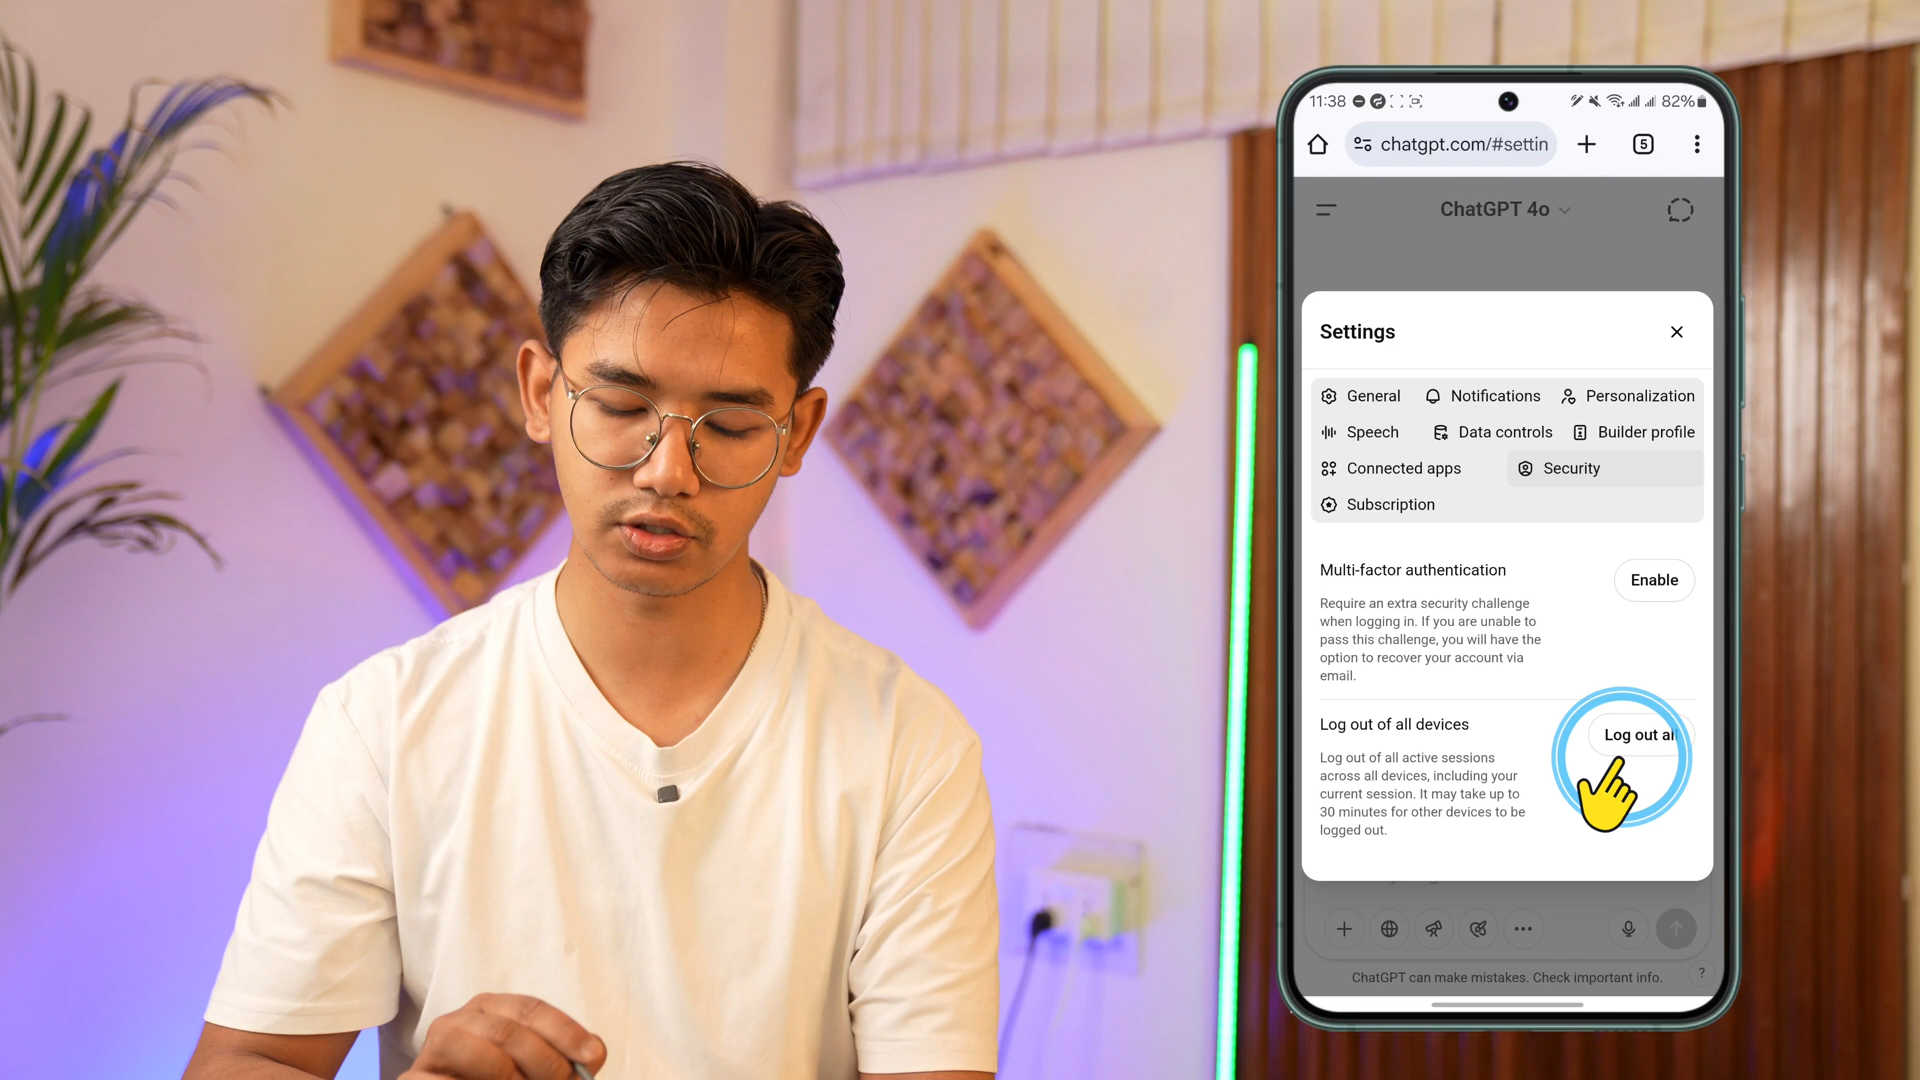 11:38 82%
chatgpt.com/#settin 5
ChatGPT 4o
Settings
General Notifications Personalization
Speech Data controls Builder profile
Connected apps Security
Subscription
Multi-factor authentication
Enable
Require an extra security challenge
when logging in. If you are unable to
pass this challenge, you will have the
option to recover your account via
email.
Log out of all devices
Log out all
Log out of all active sessions
across all devices, including your
current session. It may take up to
30 minutes for other devices to be
logged out.
ChatGPT can make mistakes. Check important info. ?